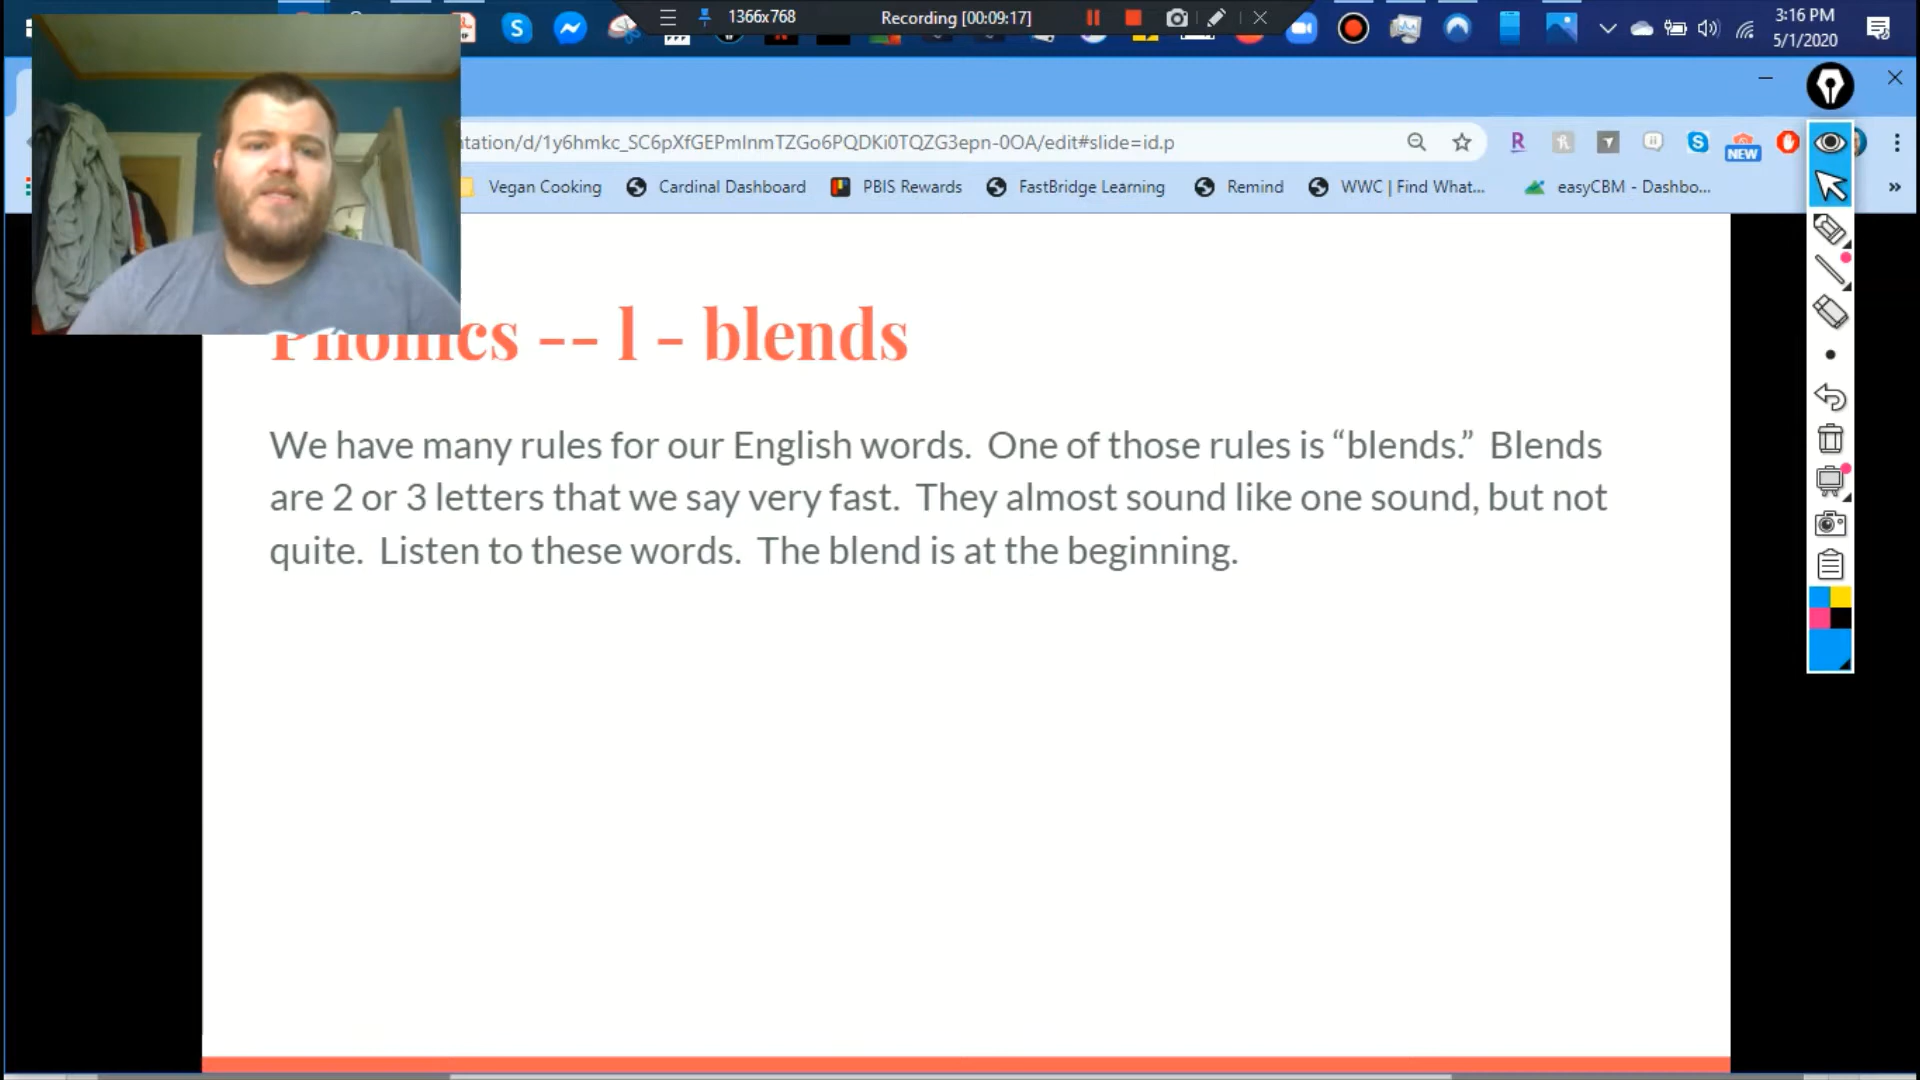 1366x768
Recording [00:09:17]
3:16 PM
5/1/2020
ntation/d/1y6hmkc_SC6pXfGEPmInmTZGo6PQDKi0TQZG3epn-0OA/edit#slide=id.p
NEW
Vegan Cooking
Cardinal Dashboard
PBIS Rewards
FastBridge Learning
Remind
WWC | Find What...
easyCBM - Dashbo...
Phonics -- l - blends
We have many rules for our English words. One of those rules is “blends.” Blends
are 2 or 3 letters that we say very fast. They almost sound like one sound, but not
quite. Listen to these words. The blend is at the beginning.